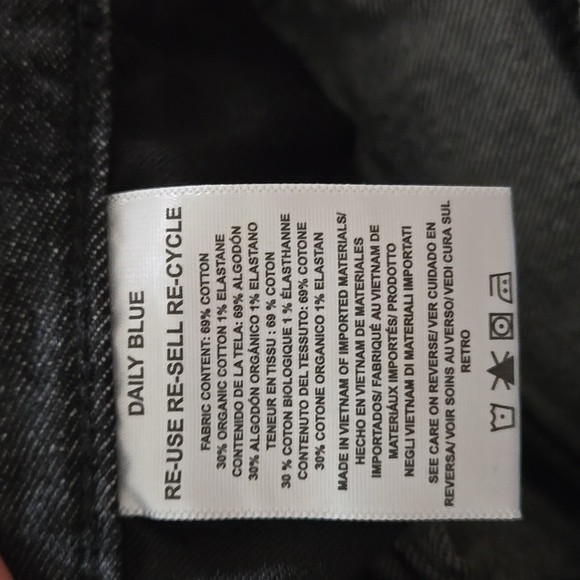 DAILY BLUE
RE-USE RE-SELL RE-CYCLE
FABRIC CONTENT: 69% COTTON
30% ORGANIC COTTON 1% ELASTANE
CONTENIDO DE LA TELA: 69% ALGODÓN
30% ALGODÓN ORGÁNICO 1% ELASTANO
TENEUR EN TISSU : 69 % COTON
30 % COTON BIOLOGIQUE 1 % ÉLASTHANNE
CONTENUTO DEL TESSUTO: 69% COTONE
30% COTONE ORGANICO 1% ELASTAN
MADE IN VIETNAM OF IMPORTED MATERIALS/
HECHO EN VIETNAM DE MATERIALES
IMPORTADOS/ FABRIQUÉ AU VIETNAM DE
MATERIÁUX IMPORTÉS/ PRODOTTO
NEGLI VIETNAM DI MATERIALI IMPORTATI
SEE CARE ON REVERSE/VER CUIDADO EN
REVERSA/VOIR SOINS AU VERSO/VEDI CURA SUL
RETRO